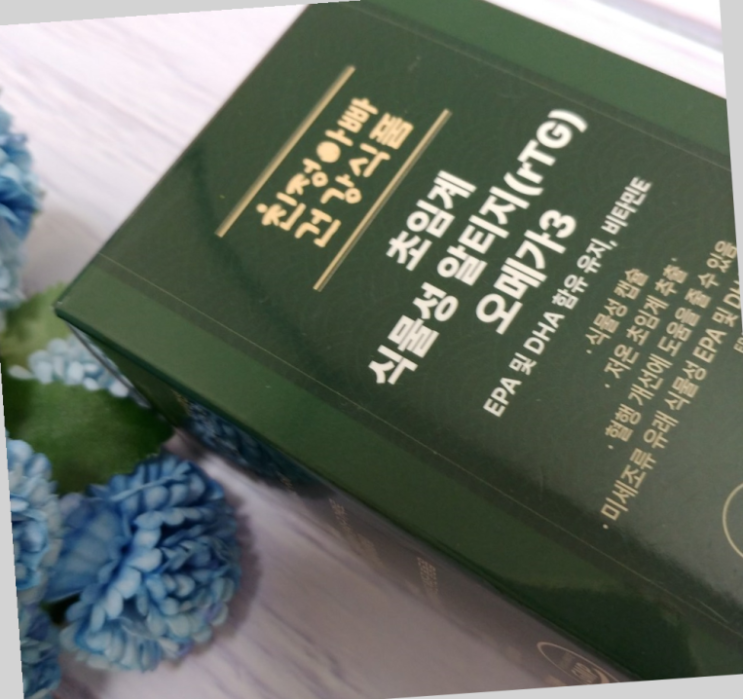 친정아빠
건강식품
초임계
식물성 알티지(rTG)
오메가3
EPA 및 DHA 함유 유지, 비타민E
· 식물성 캡슐
· 저온 초임계 추출
· 혈행 개선에 도움을 줄 수 있음
· 미세조류 유래 식물성 EPA 및